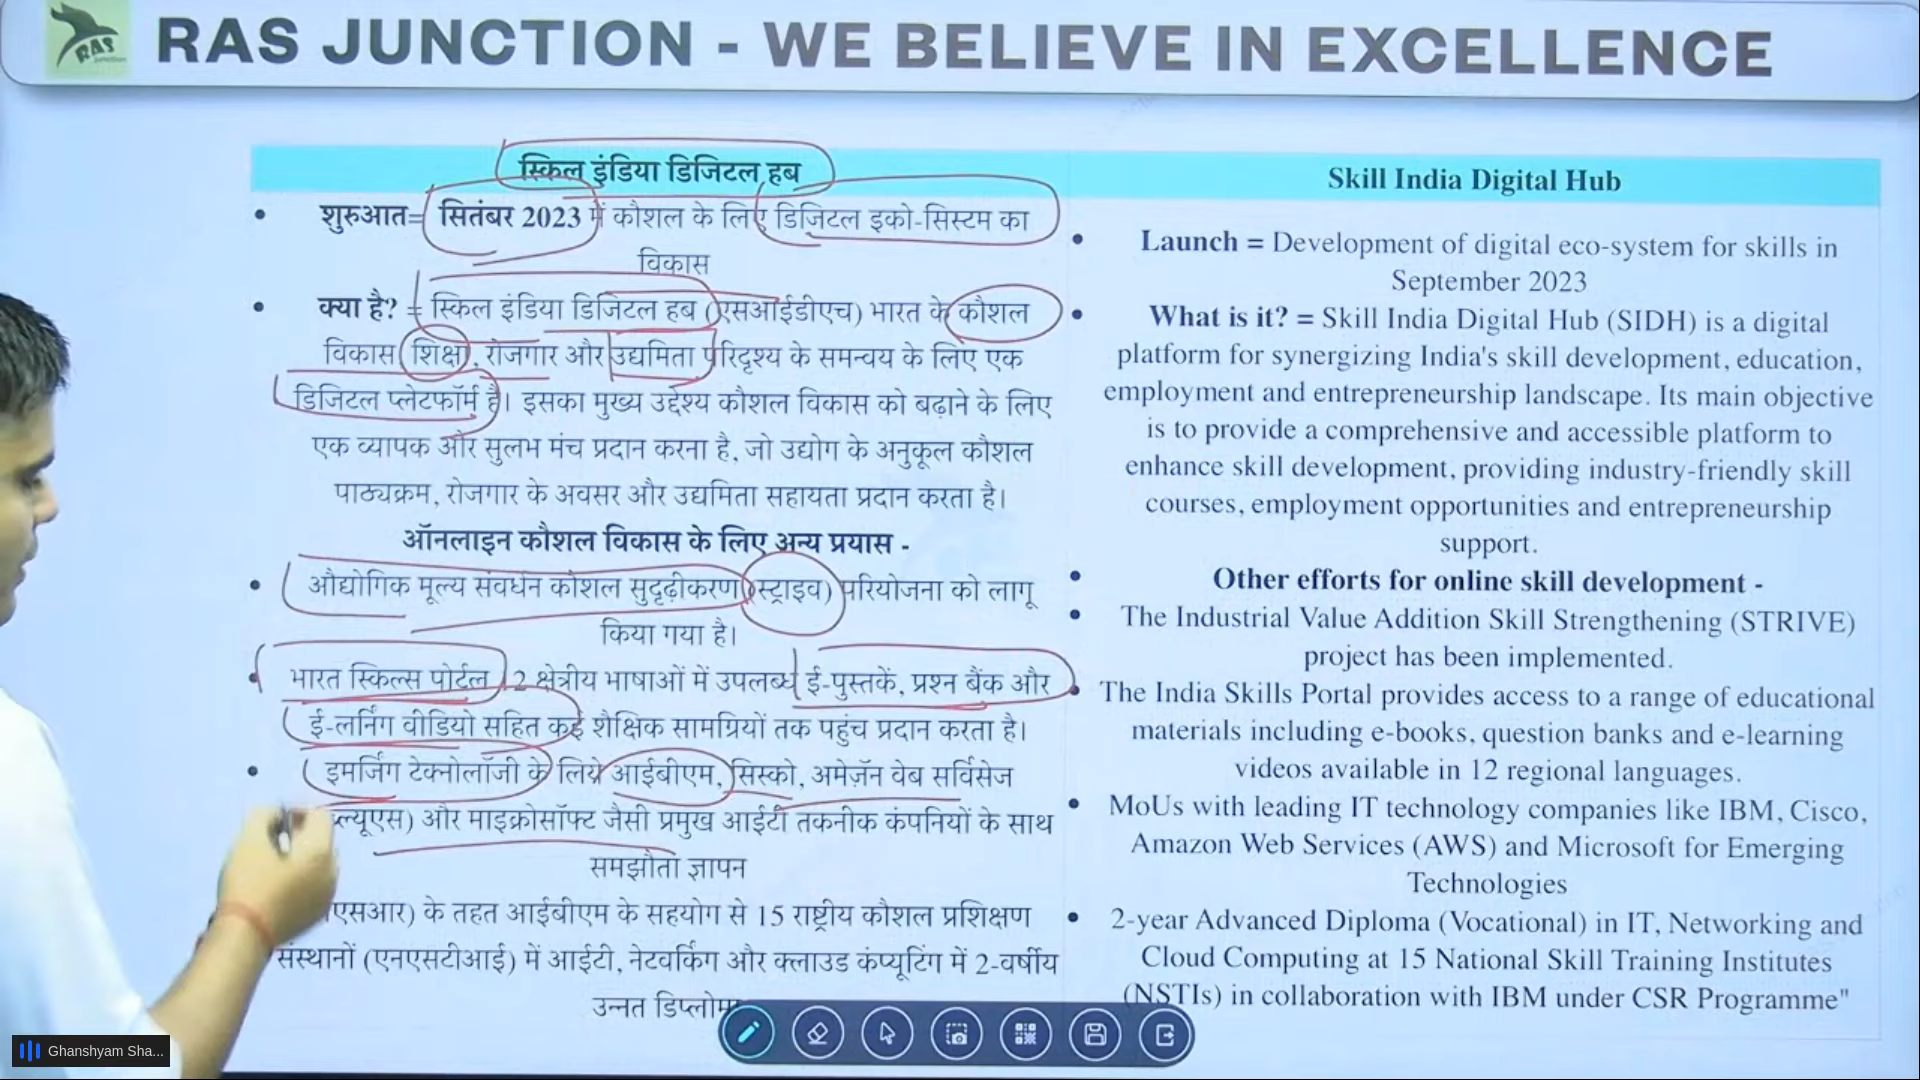 RAS JUNCTION - WE BELIEVE IN EXCELLENCE
RAS
स्किल इंडिया डिजिटल हब
• शुरुआत= सितंबर 2023 में कौशल के लिए डिजिटल इको-सिस्टम का
विकास
• क्या है? = स्किल इंडिया डिजिटल हब (एसआईडीएच) भारत के कौशल
विकास शिक्षा, रोजगार और उद्यमिता परिदृश्य के समन्वय के लिए एक
डिजिटल प्लेटफॉर्म है। इसका मुख्य उद्देश्य कौशल विकास को बढ़ाने के लिए
एक व्यापक और सुलभ मंच प्रदान करना है, जो उद्योग के अनुकूल कौशल
पाठ्यक्रम, रोजगार के अवसर और उद्यमिता सहायता प्रदान करता है।
ऑनलाइन कौशल विकास के लिए अन्य प्रयास -
• औद्योगिक मूल्य संवर्धन कौशल सुदृढ़ीकरण (स्ट्राइव) परियोजना को लागू
किया गया है।
• भारत स्किल्स पोर्टल 2 क्षेत्रीय भाषाओं में उपलब्ध ई-पुस्तकें, प्रश्न बैंक और
ई-लर्निंग वीडियो सहित कई शैक्षिक सामग्रियों तक पहुंच प्रदान करता है।
• इमर्जिंग टेक्नोलॉजी के लिये आईबीएम, सिस्को, अमेज़ॅन वेब सर्विसेज
और माइक्रोसॉफ्ट जैसी प्रमुख आईटी तकनीक कंपनियों के साथ
समझौता ज्ञापन
के तहत आईबीएम के सहयोग से 15 राष्ट्रीय कौशल प्रशिक्षण
संस्थानों (एनएसटीआई) में आईटी, नेटवर्किंग और क्लाउड कंप्यूटिंग में 2-वर्षीय
उन्नत
Skill India Digital Hub
• Launch = Development of digital eco-system for skills in
September 2023
• What is it? = Skill India Digital Hub (SIDH) is a digital
platform for synergizing India's skill development, education,
employment and entrepreneurship landscape. Its main objective
is to provide a comprehensive and accessible platform to
enhance skill development, providing industry-friendly skill
courses, employment opportunities and entrepreneurship
support.
• Other efforts for online skill development -
• The Industrial Value Addition Skill Strengthening (STRIVE)
project has been implemented.
• The India Skills Portal provides access to a range of educational
materials including e-books, question banks and e-learning
videos available in 12 regional languages.
• MoUs with leading IT technology companies like IBM, Cisco,
Amazon Web Services (AWS) and Microsoft for Emerging
Technologies
• 2-year Advanced Diploma (Vocational) in IT, Networking and
Cloud Computing at 15 National Skill Training Institutes
(NSTIs) in collaboration with IBM under CSR Programme"
Ghanshyam Sha...